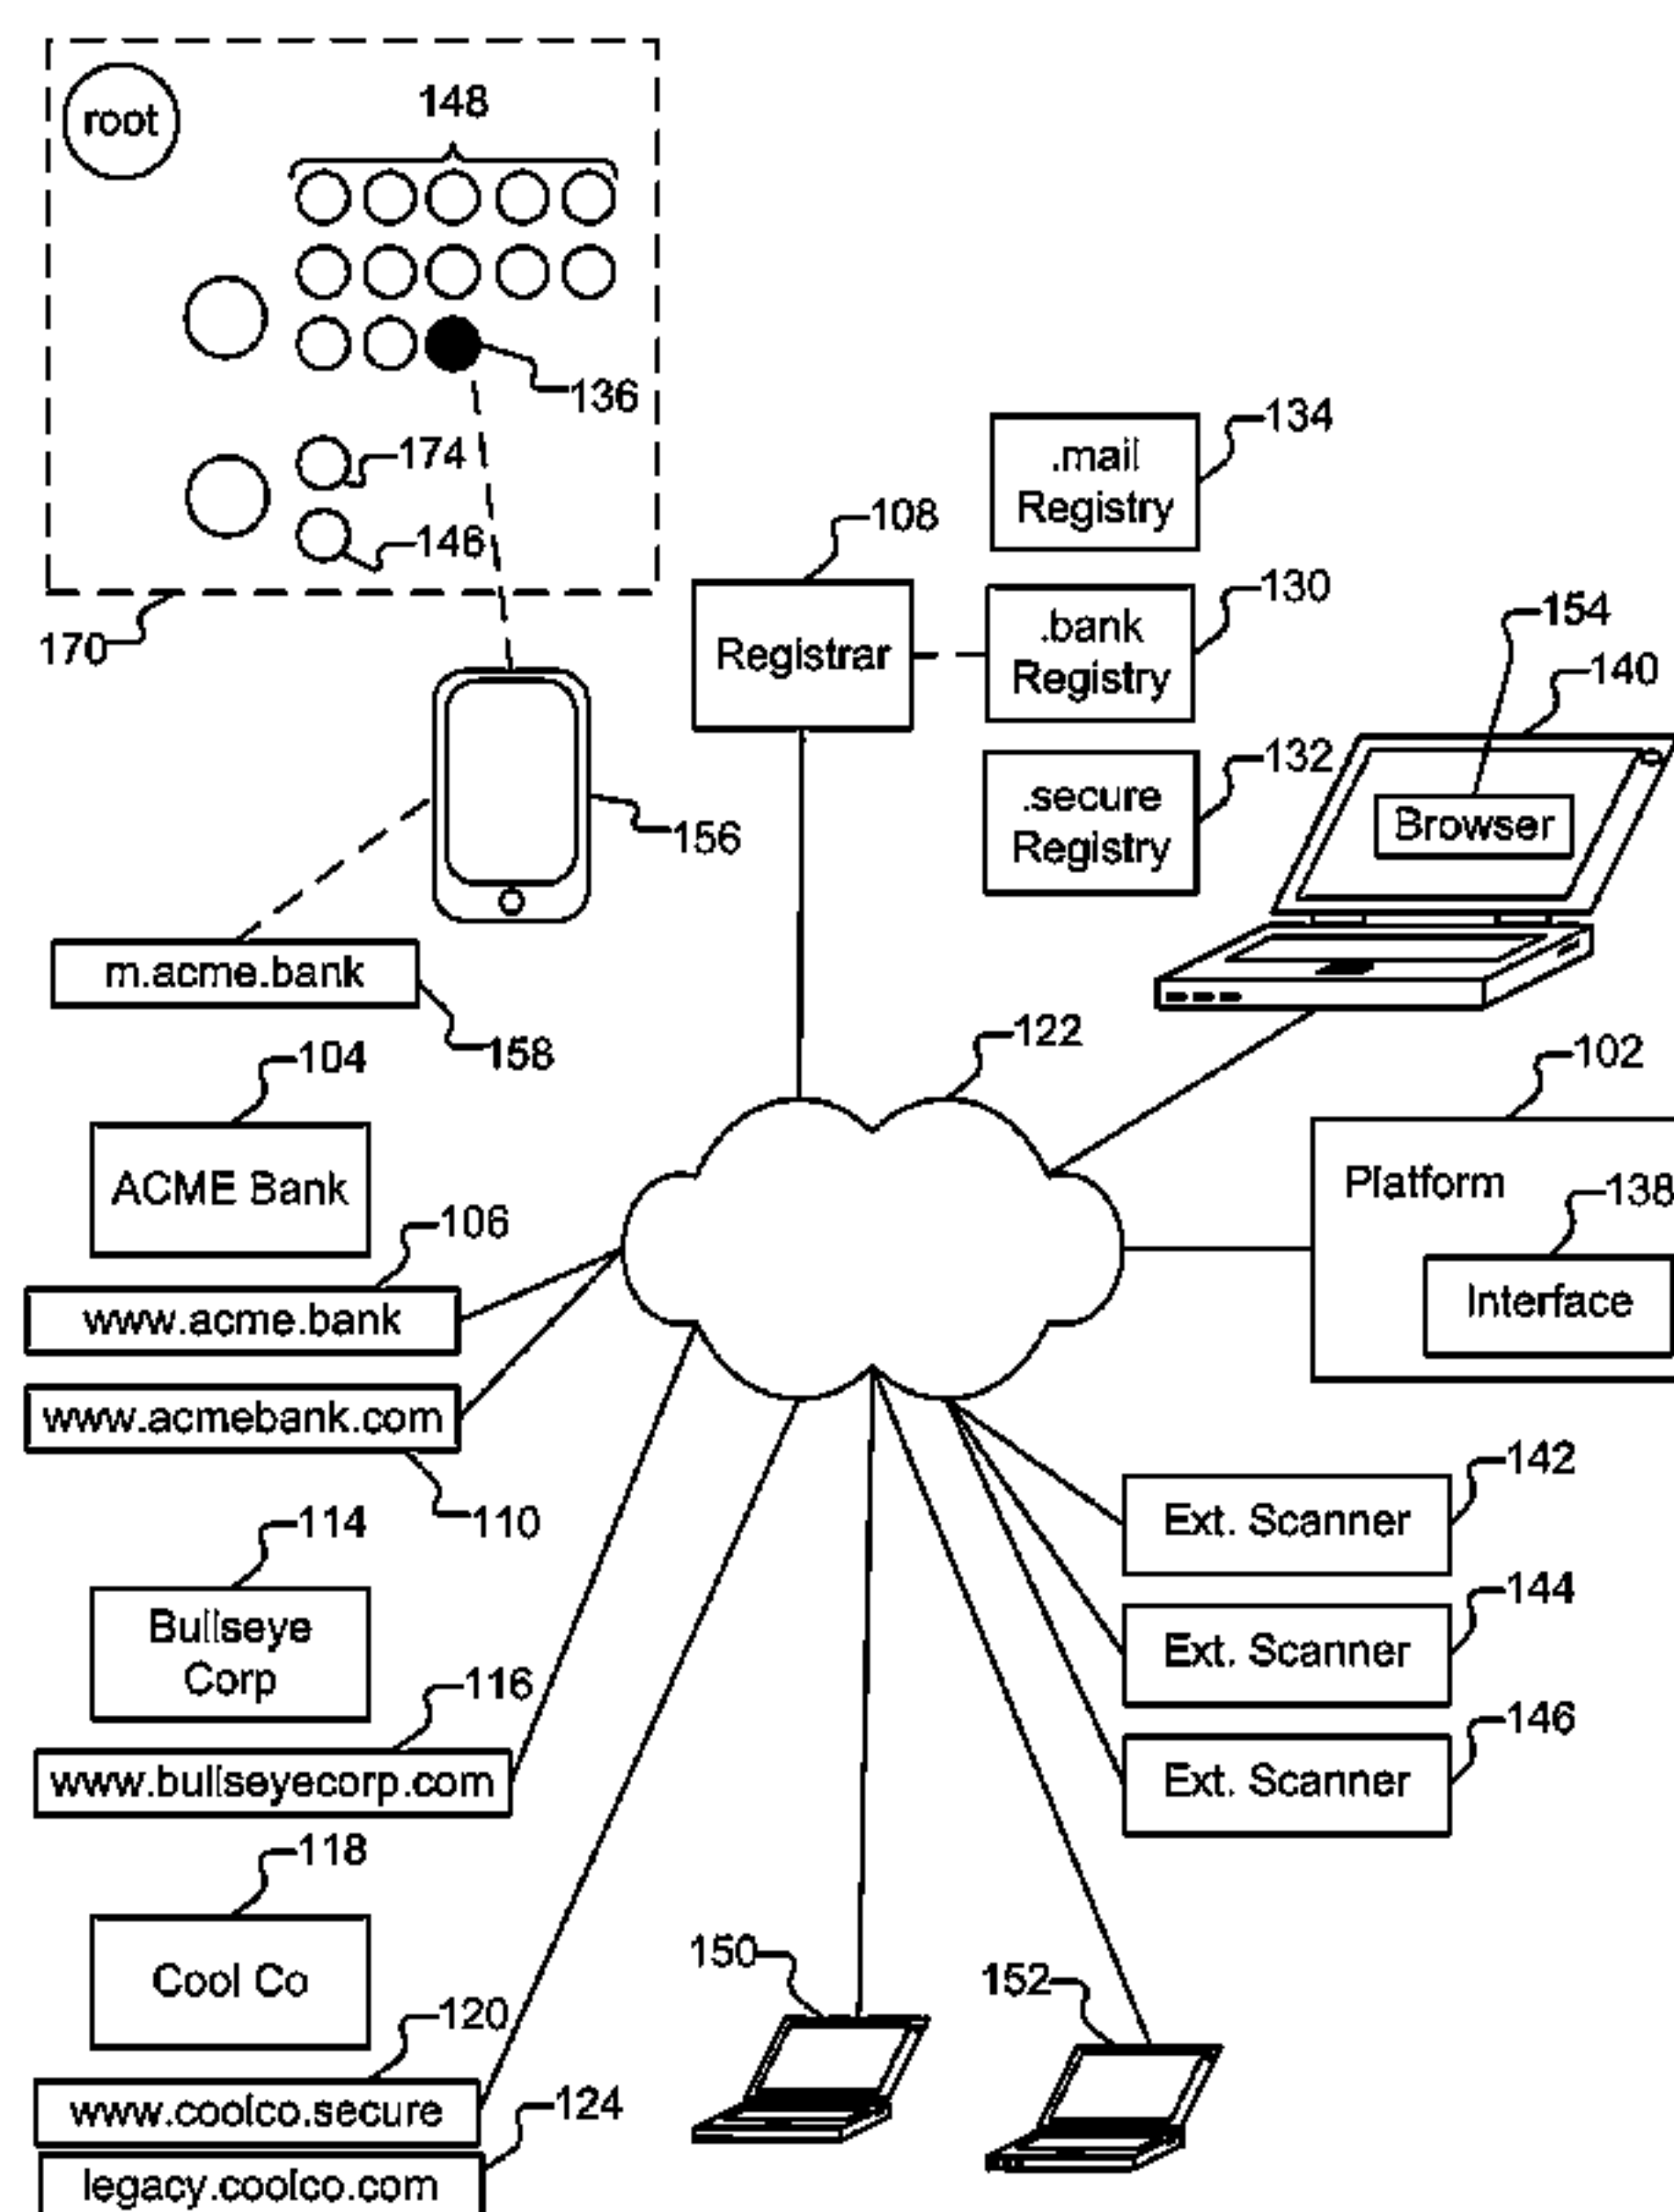 root
148
136
174
146
170
134
.mail
Registry
108
Registrar
130
.bank
Registry
132
.secure
Registry
154
140
Browser
156
m.acme.bank
158
122
104
ACME Bank
102
Platform
138
Interface
106
www.acme.bank
www.acmebank.com
110
142
Ext. Scanner
144
Ext. Scanner
146
Ext. Scanner
114
Bullseye
Corp
116
www.bullseyecorp.com
118
Cool Co
120
www.coolco.secure
124
legacy.coolco.com
150
152